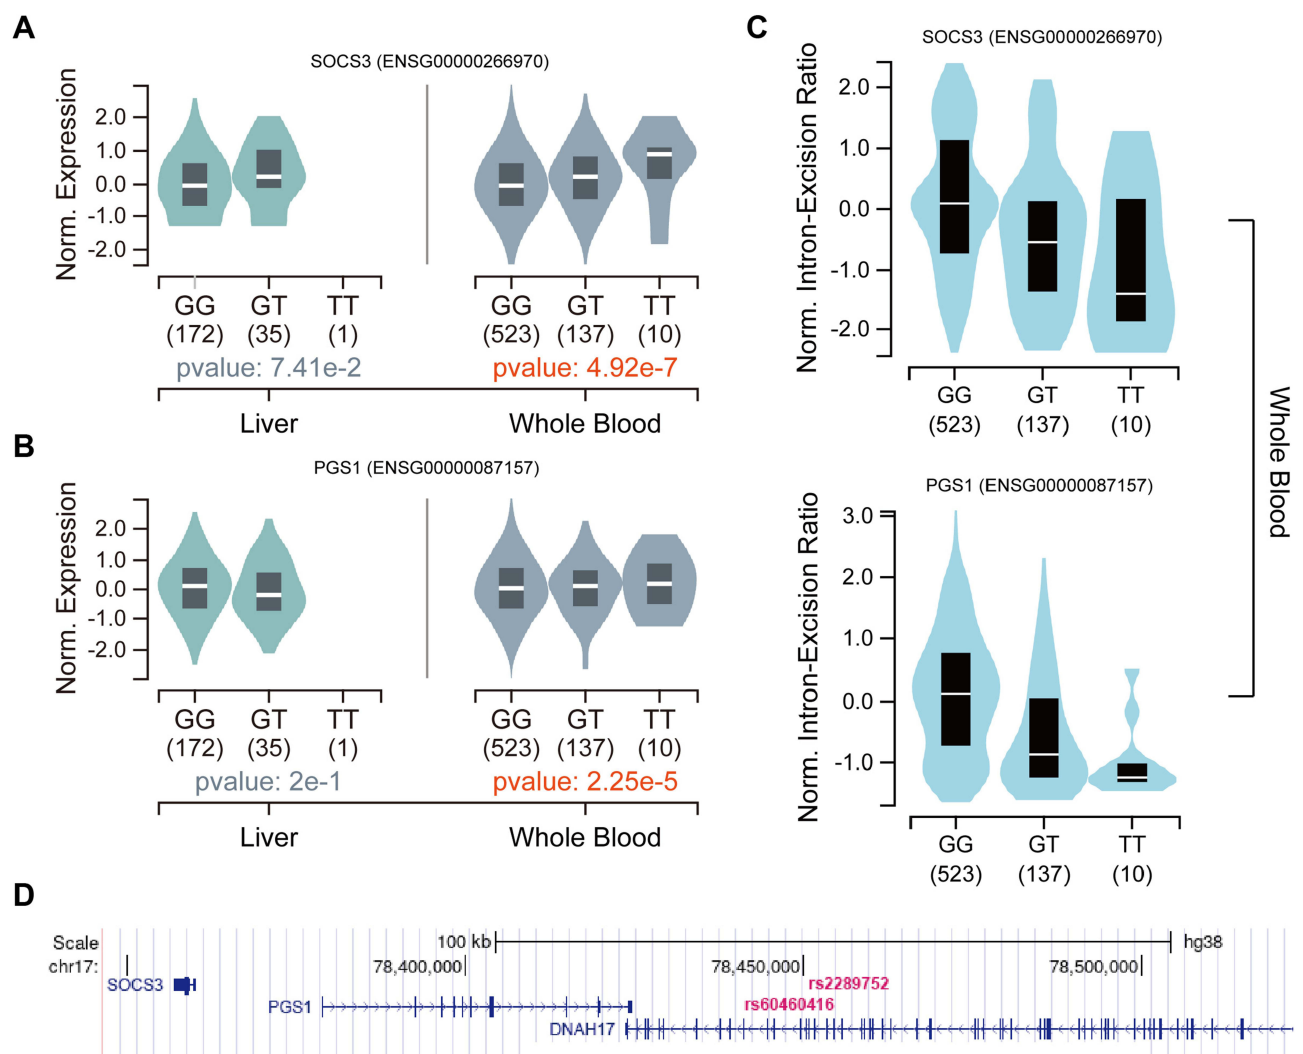 A
SOCS3 (ENSG00000266970)
Norm. Expression
2.0
1.0
0.0
-1.0
-2.0
GG GT TT
(172) (35) (1)
pvalue: 7.41e-2
Liver
GG GT TT
(523) (137) (10)
pvalue: 4.92e-7
Whole Blood
B
PGS1 (ENSG00000087157)
Norm. Expression
2.0
1.0
0.0
-1.0
-2.0
GG GT TT
(172) (35) (1)
pvalue: 2e-1
Liver
GG GT TT
(523) (137) (10)
pvalue: 2.25e-5
Whole Blood
C
SOCS3 (ENSG00000266970)
Norm. Intron-Excision Ratio
2.0
1.0
0.0
-1.0
-2.0
GG GT TT
(523) (137) (10)
PGS1 (ENSG00000087157)
Norm. Intron-Excision Ratio
3.0
2.0
1.0
0.0
-1.0
GG GT TT
(523) (137) (10)
Whole Blood
D
Scale 100 kb hg38
chr17: 78,400,000 78,450,000 78,500,000
SOCS3 rs2289752
PGS1 rs60460416
DNAH17